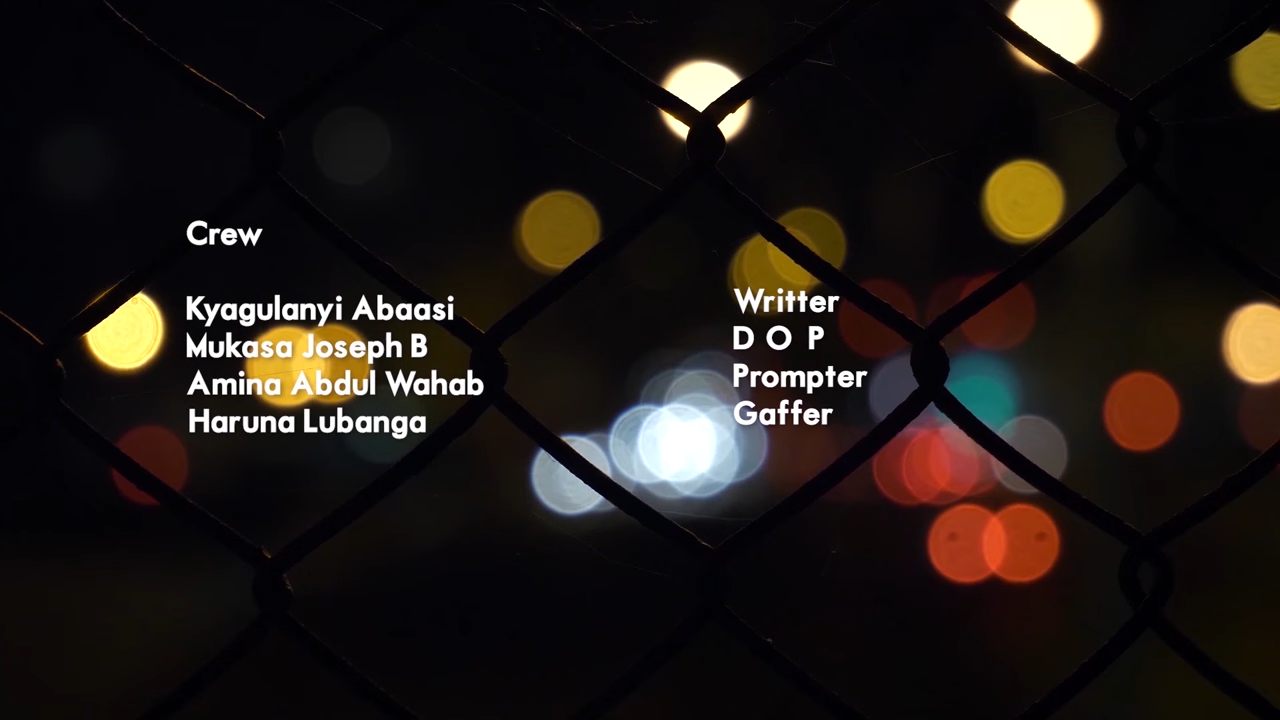 Crew
Kyagulanyi Abaasi Writter
Mukasa Joseph B D O P
Amina Abdul Wahab Prompter
Haruna Lubanga Gaffer